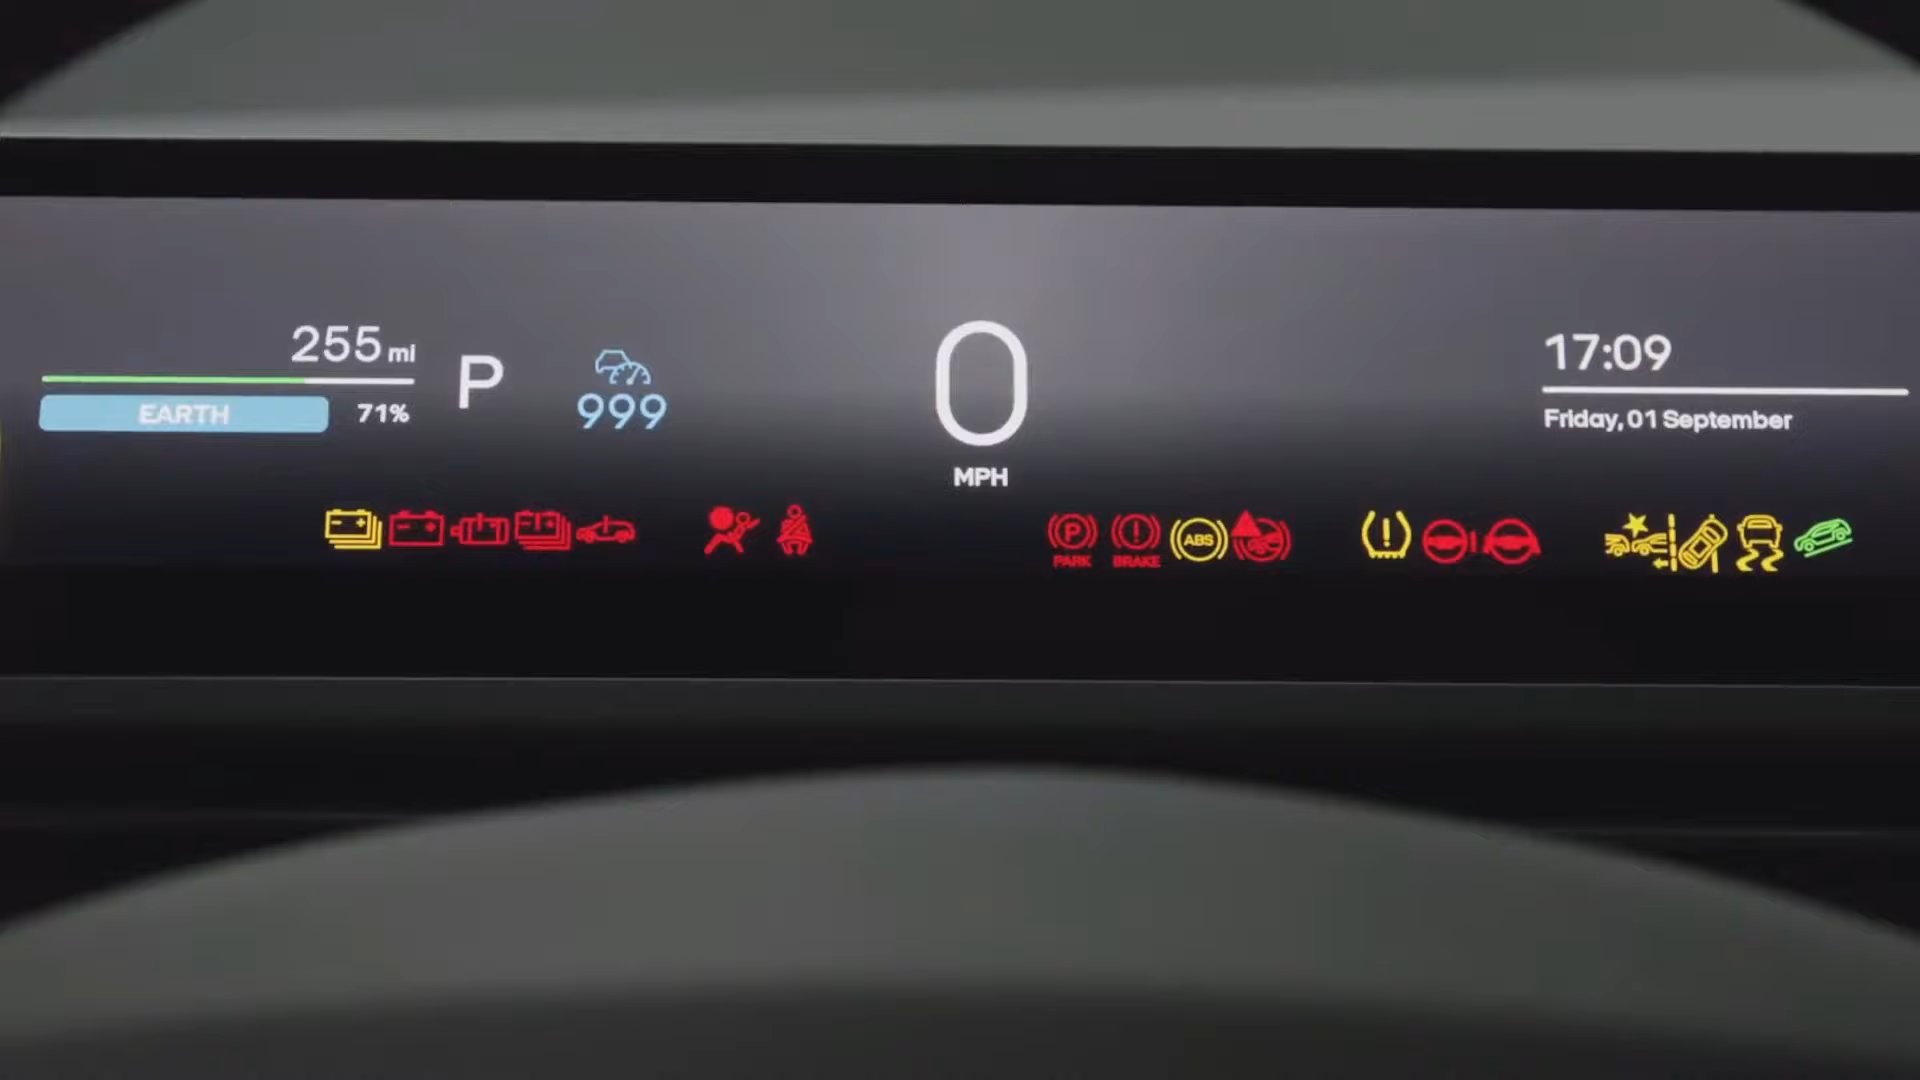 255 mi
EARTH 71%
P
999
0
MPH
17:09
Friday, 01 September
P
PARK
!
BRAKE
ABS
!
!